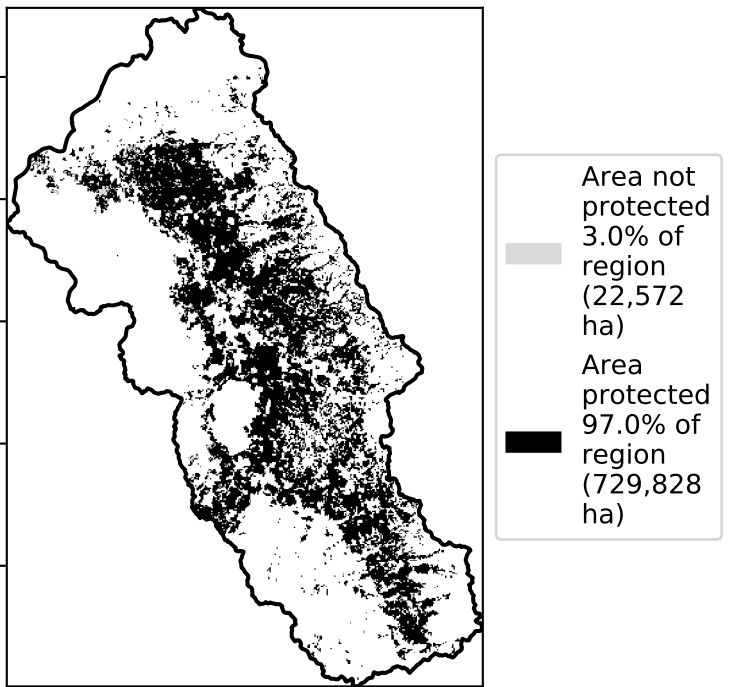 Area not
protected
3.0% of
region
(22,572
ha)
Area
protected
97.0% of
region
(729,828
ha)